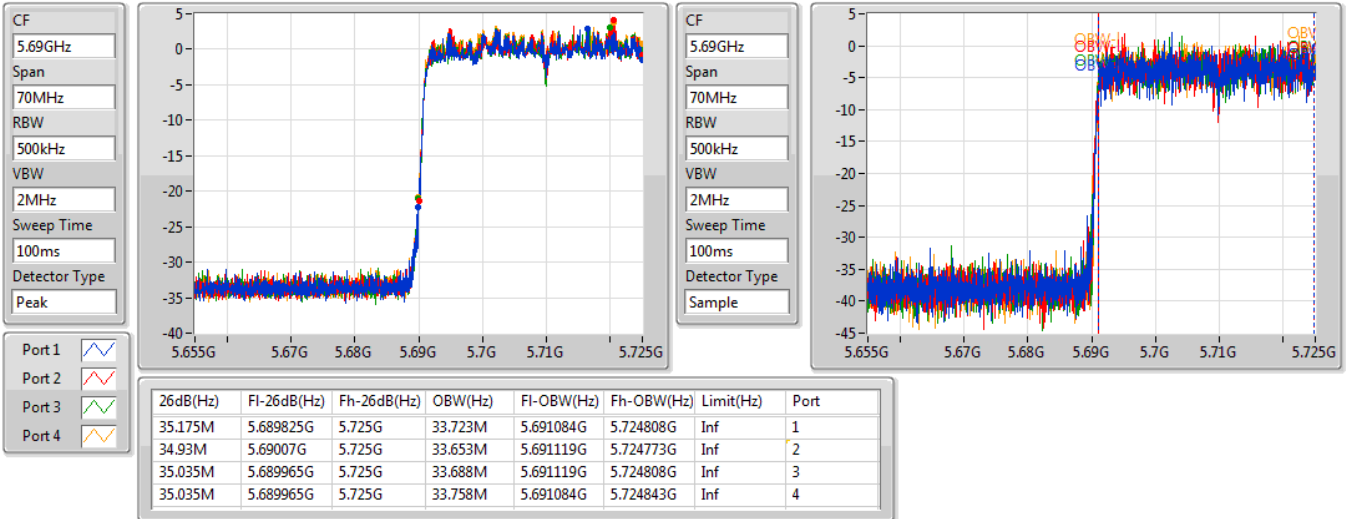 CF
5.69GHz
Span
70MHz
RBW
500kHz
VBW
2MHz
Sweep Time
100ms
Detector Type
Peak
5
0
-5
-10
-15
-20
-25
-30
-35
-40
5.655G 5.67G 5.68G 5.69G 5.7G 5.71G 5.725G
CF
5.69GHz
Span
70MHz
RBW
500kHz
VBW
2MHz
Sweep Time
100ms
Detector Type
Sample
5
0
-5
-10
-15
-20
-25
-30
-35
-40
-45
5.655G 5.67G 5.68G 5.69G 5.7G 5.71G 5.725G
Port 1
Port 2
Port 3
Port 4
26dB(Hz) Fl-26dB(Hz) Fh-26dB(Hz) OBW(Hz) Fl-OBW(Hz) Fh-OBW(Hz) Limit(Hz) Port
35.175M 5.689825G 5.725G 33.723M 5.691084G 5.724808G Inf 1
34.93M 5.69007G 5.725G 33.653M 5.691119G 5.724773G Inf 2
35.035M 5.689965G 5.725G 33.688M 5.691119G 5.724808G Inf 3
35.035M 5.689965G 5.725G 33.758M 5.691084G 5.724843G Inf 4